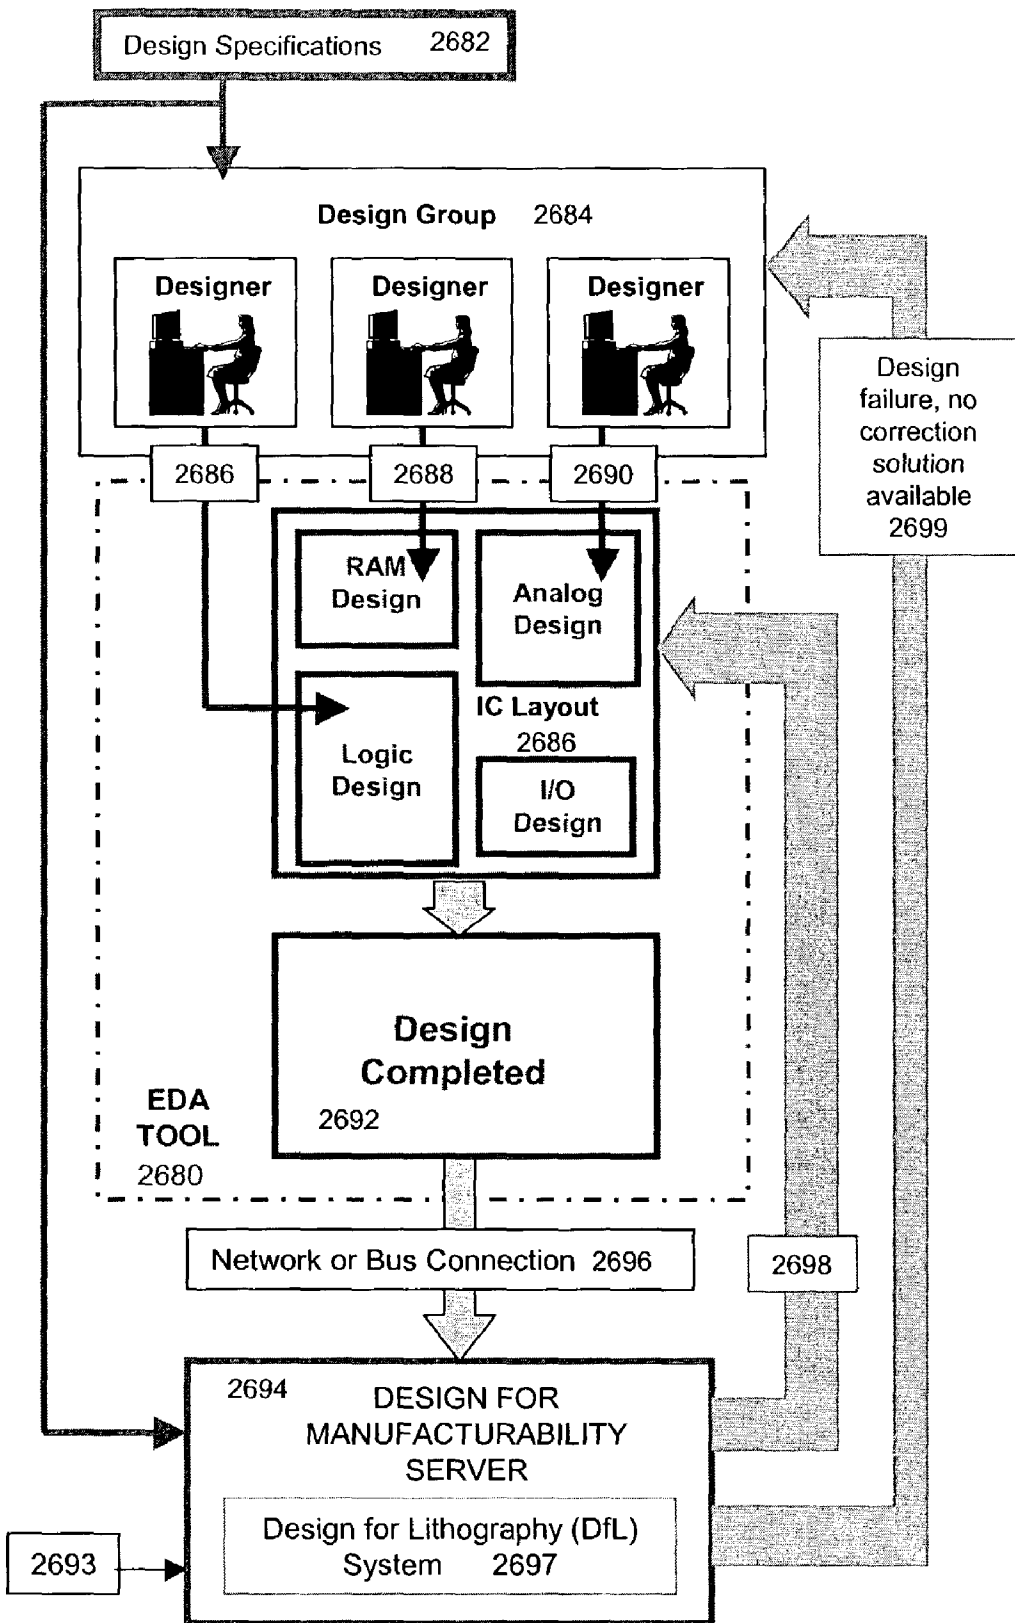 Design Specifications 2682
Design Group 2684
Designer
Designer
Designer
Design
failure, no
correction
solution
available
2699
2686
2688
2690
RAM
Design
Analog
Design
IC Layout
2686
Logic
Design
I/O
Design
Design
Completed
2692
EDA
TOOL
2680
Network or Bus Connection 2696
2698
2694
DESIGN FOR
MANUFACTURABILITY
SERVER
Design for Lithography (DfL)
System 2697
2693